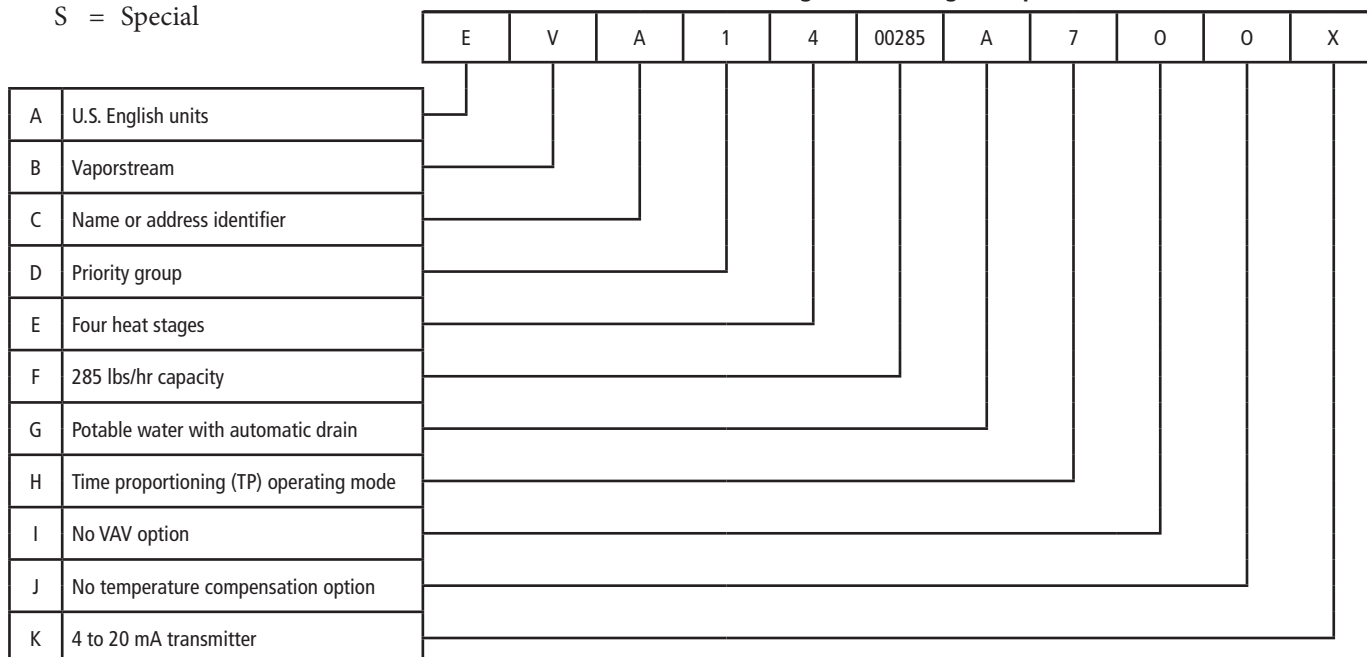 S = Special
E V A 1 4 00285 A 7 O O X
A U.S. English units
B Vaporstream
C Name or address identifier
D Priority group
E Four heat stages
F 285 lbs/hr capacity
G Potable water with automatic drain
H Time proportioning (TP) operating mode
I No VAV option
J No temperature compensation option
K 4 to 20 mA transmitter